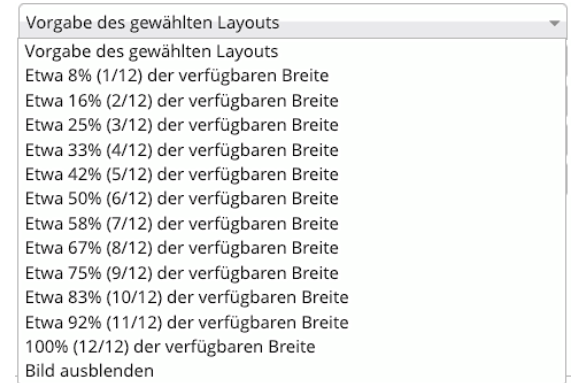 Vorgabe des gewählten Layouts
Vorgabe des gewählten Layouts
Etwa 8% (1/12) der verfügbaren Breite
Etwa 16% (2/12) der verfügbaren Breite
Etwa 25% (3/12) der verfügbaren Breite
Etwa 33% (4/12) der verfügbaren Breite
Etwa 42% (5/12) der verfügbaren Breite
Etwa 50% (6/12) der verfügbaren Breite
Etwa 58% (7/12) der verfügbaren Breite
Etwa 67% (8/12) der verfügbaren Breite
Etwa 75% (9/12) der verfügbaren Breite
Etwa 83% (10/12) der verfügbaren Breite
Etwa 92% (11/12) der verfügbaren Breite
100% (12/12) der verfügbaren Breite
Bild ausblenden